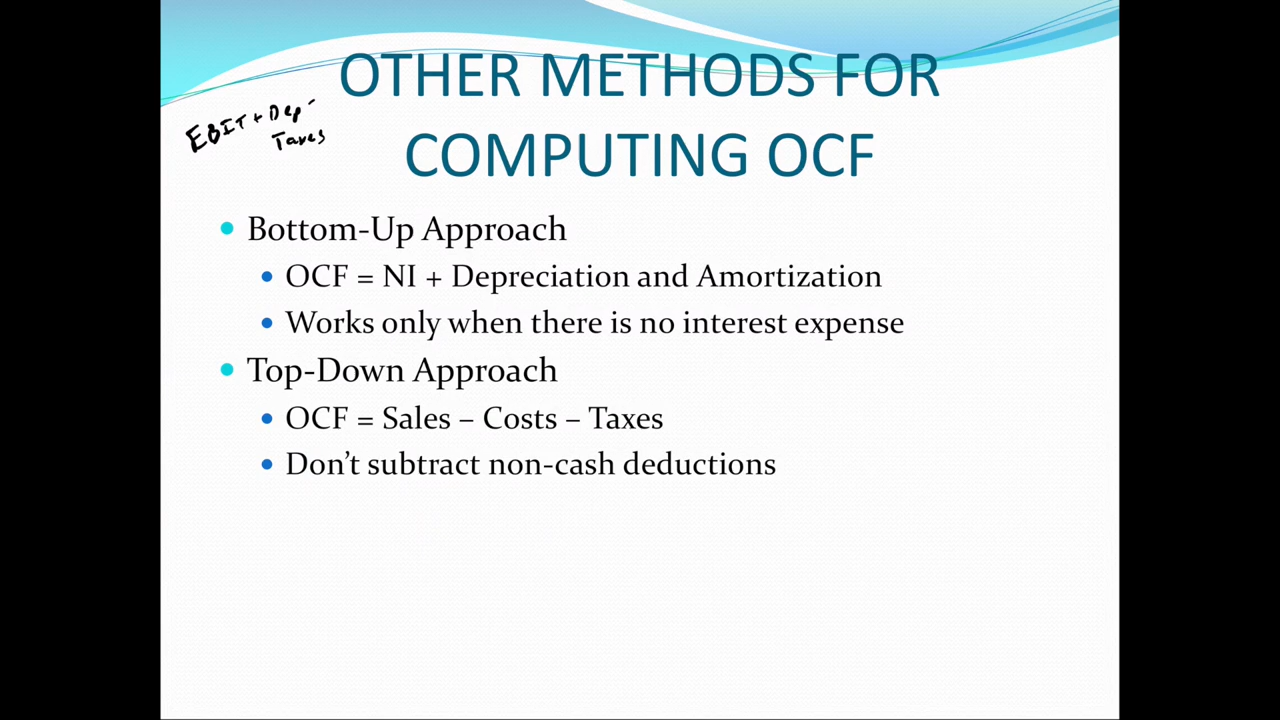 OTHER METHODS FOR
COMPUTING OCF
EBIT + Dep -
Taxes
• Bottom-Up Approach
• OCF = NI + Depreciation and Amortization
• Works only when there is no interest expense
• Top-Down Approach
• OCF = Sales – Costs – Taxes
• Don’t subtract non-cash deductions